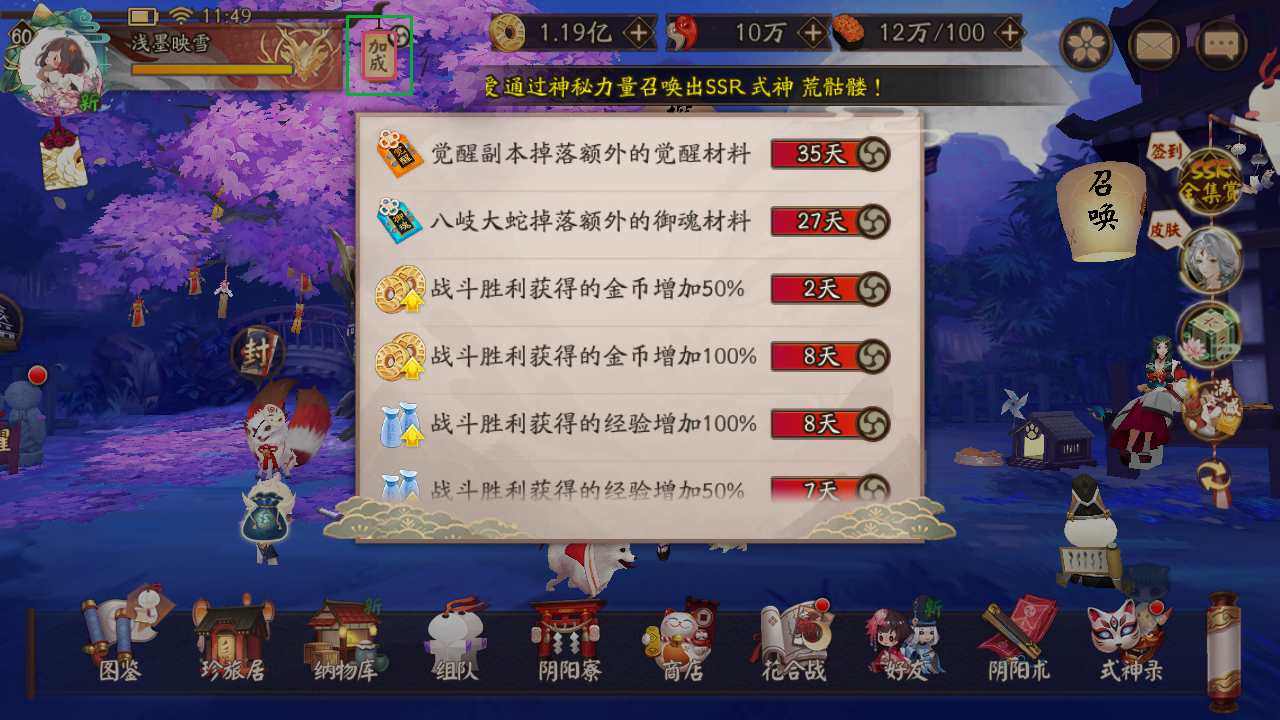 60
11:49
浅墨映雪
新
加成
1.19亿
10万
12万/100
爱通过神秘力量召唤出SSR 式神 荒骷髅！
觉醒
觉醒副本掉落额外的觉醒材料
35天
御魂
八岐大蛇掉落额外的御魂材料
27天
战斗胜利获得的金币增加50%
2天
战斗胜利获得的金币增加100%
8天
战斗胜利获得的经验增加100%
8天
战斗胜利获得的经验增加50%
7天
召唤
签到
SSR
全集赏
皮肤
满减
封
新
新
图鉴
珍旅居
纳物库
组队
阴阳寮
商店
花合战
好友
阴阳术
式神录